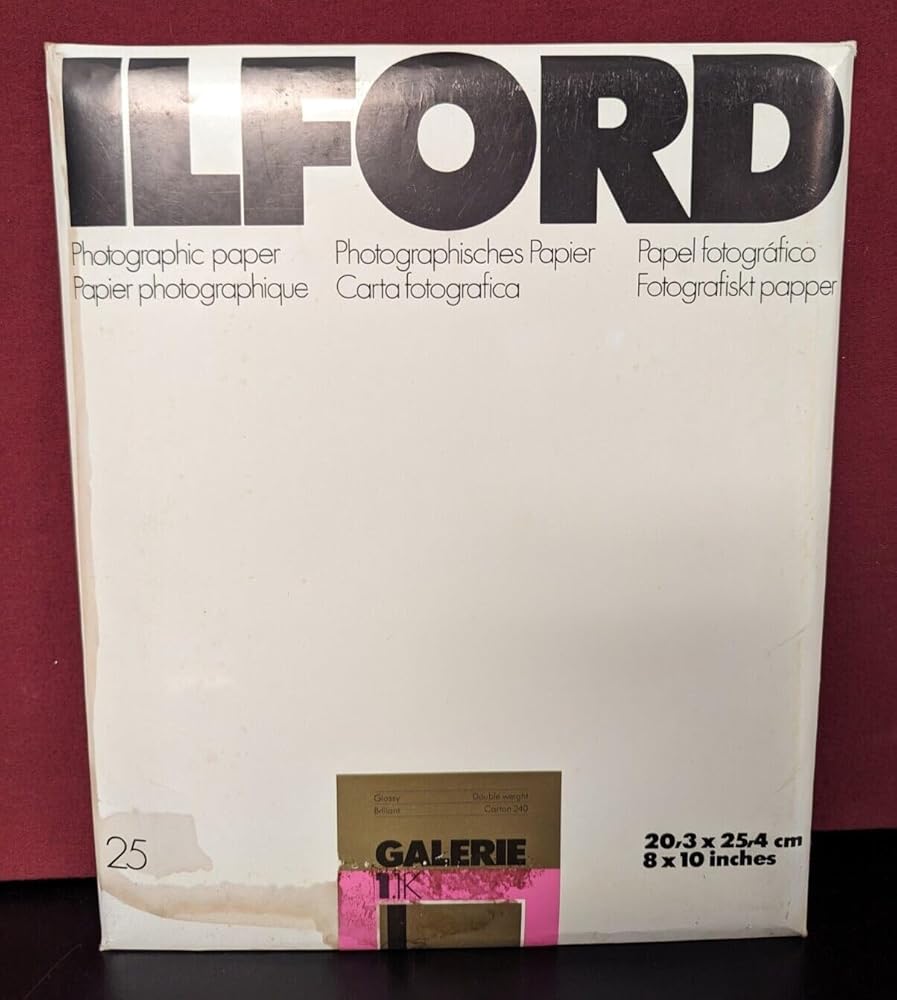 ILFORD
Photographic paper
Papier photographique
Photographisches Papier
Carta fotografica
Papel fotográfico
Fotografiskt papper
25
Glossy Double weight
Brillant Carton 240
GALERIE
1.1K
20,3 x 25,4 cm
8 x 10 inches